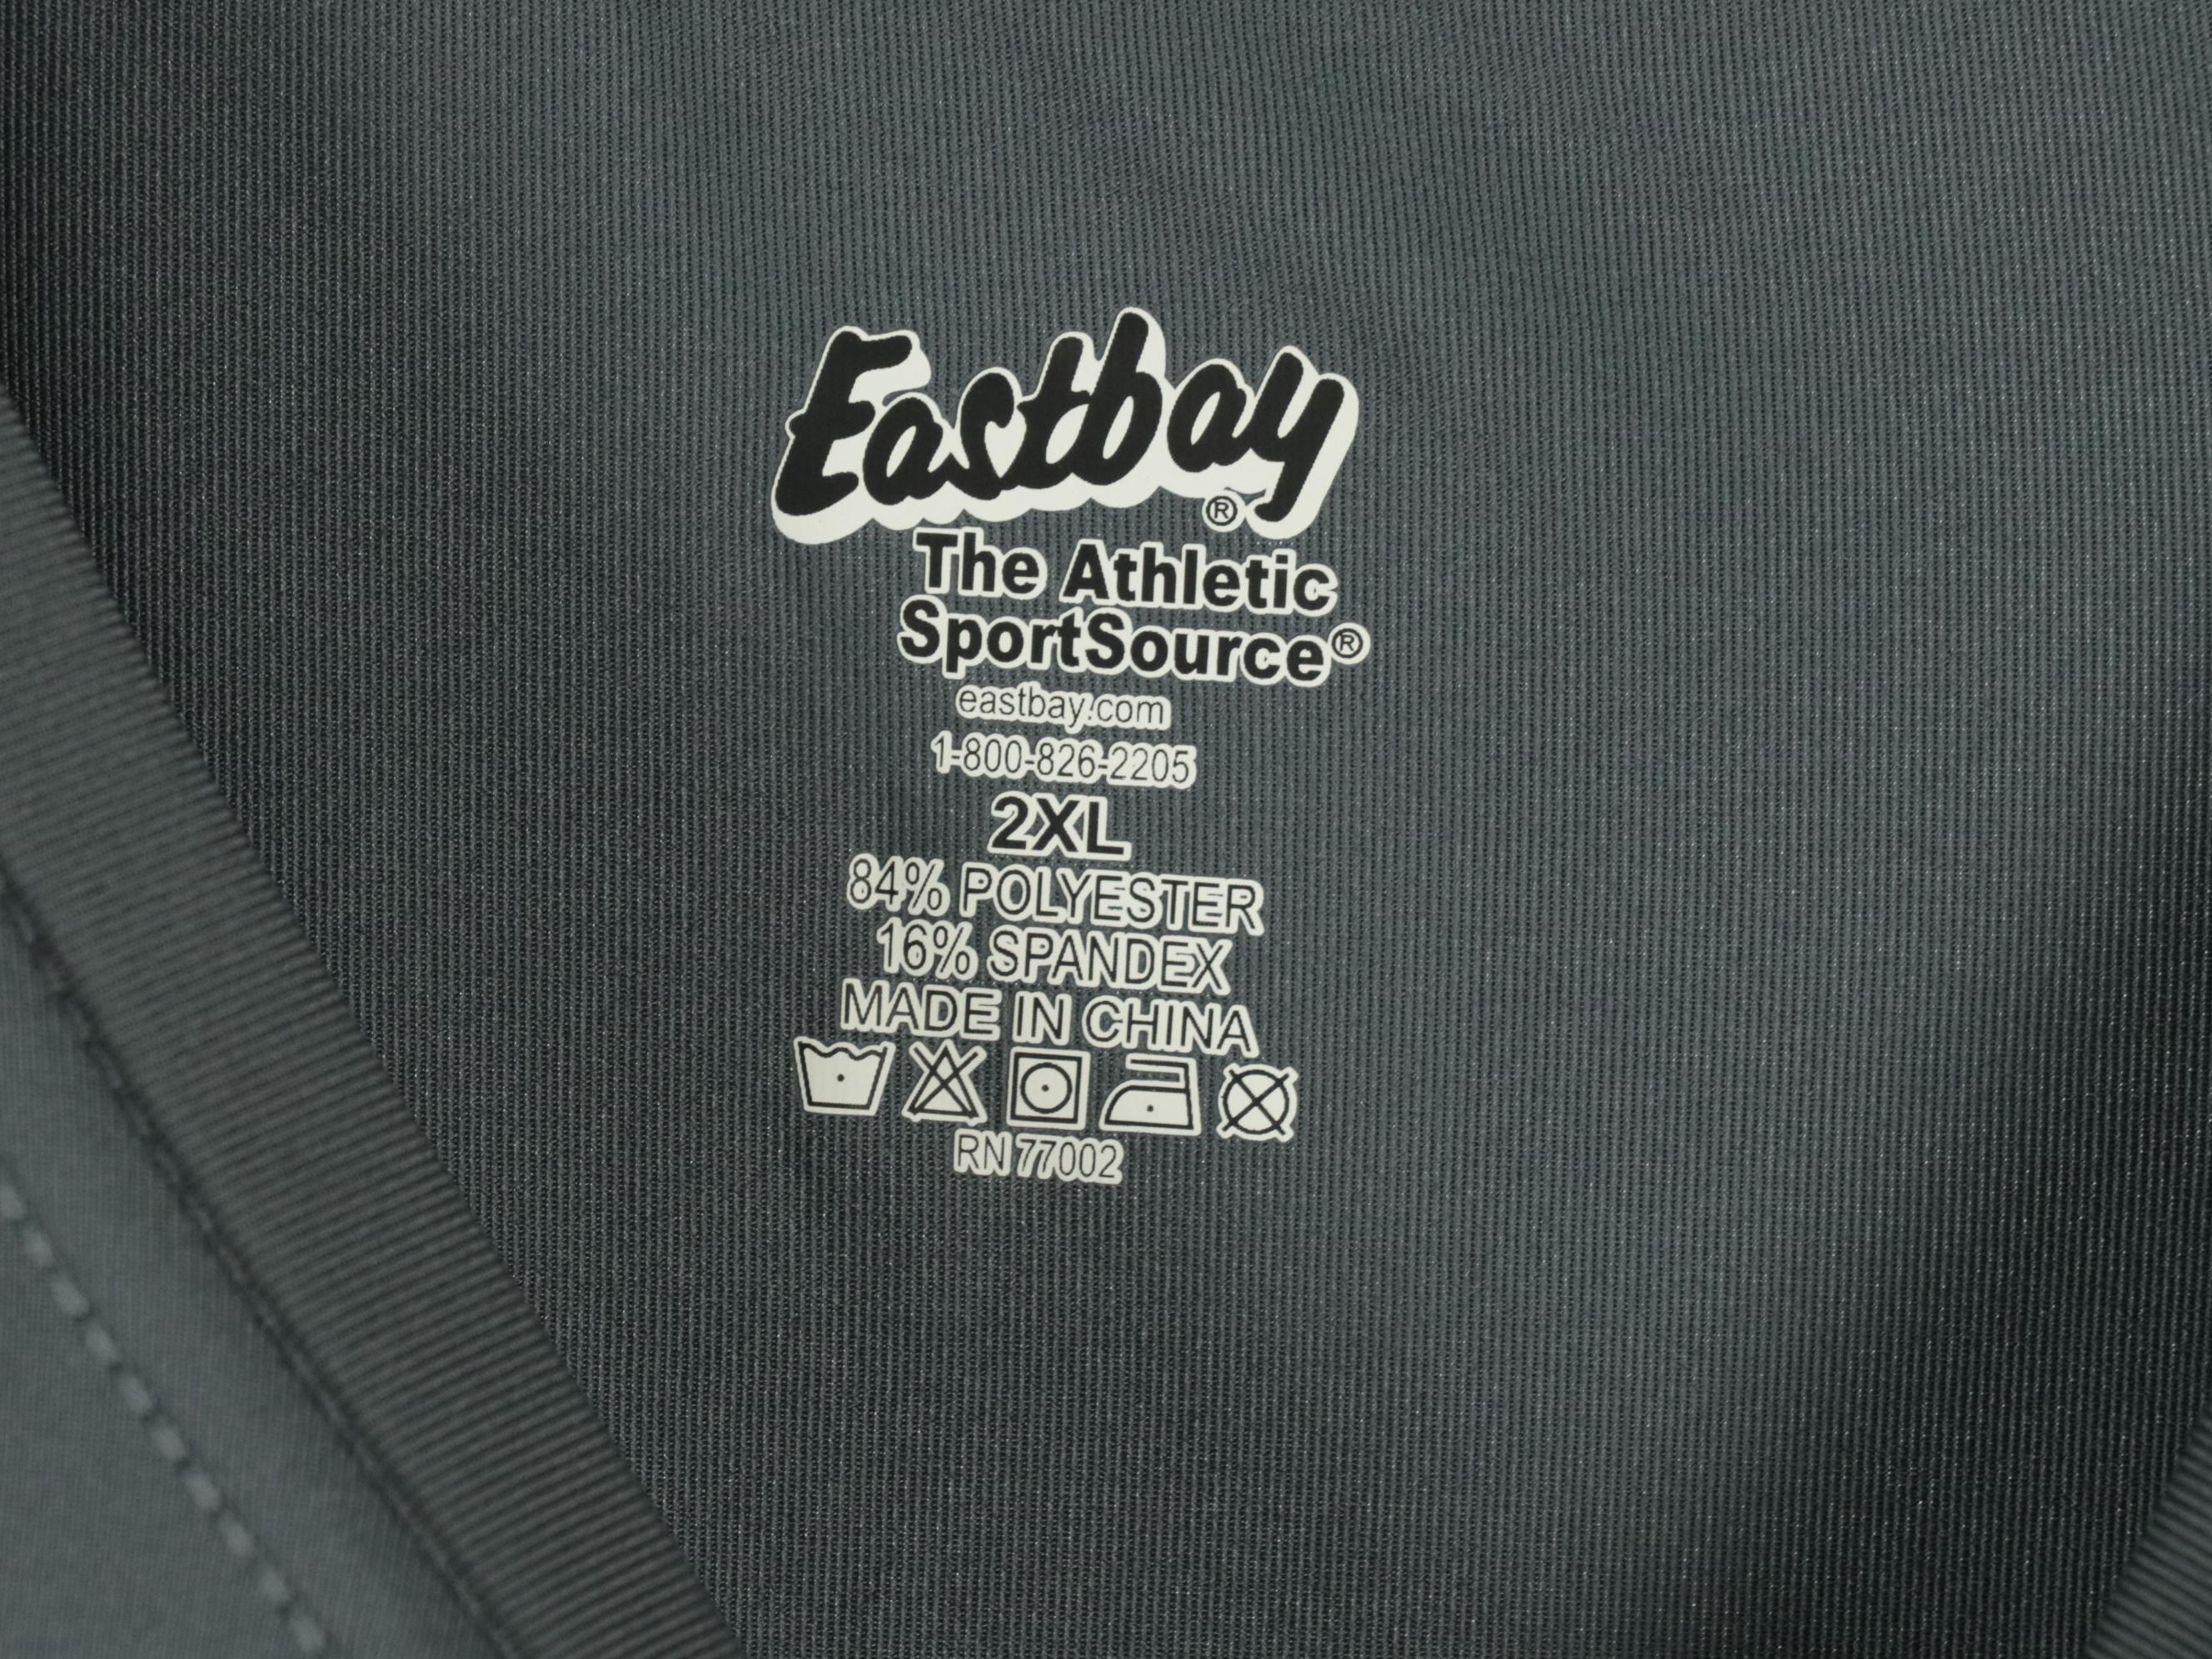 Eastbay®
The Athletic
SportSource®
eastbay.com
1-800-826-2205
2XL
84% POLYESTER
16% SPANDEX
MADE IN CHINA
RN 77002